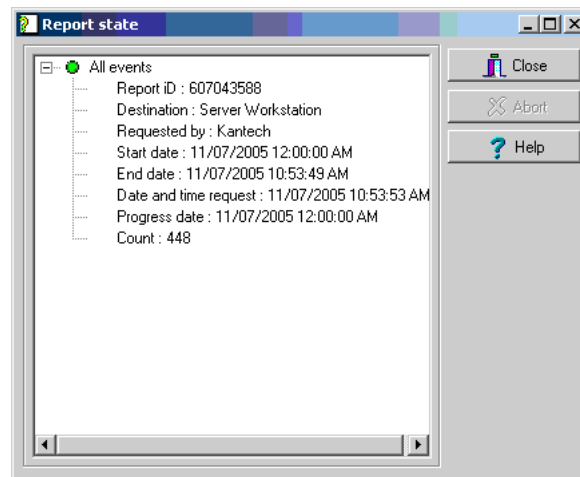 Report state
All events
Report iD : 607043588
Destination : Server Workstation
Requested by : Kantech
Start date : 11/07/2005 12:00:00 AM
End date : 11/07/2005 10:53:49 AM
Date and time request : 11/07/2005 10:53:53 AM
Progress date : 11/07/2005 12:00:00 AM
Count : 448
Close
Abort
Help